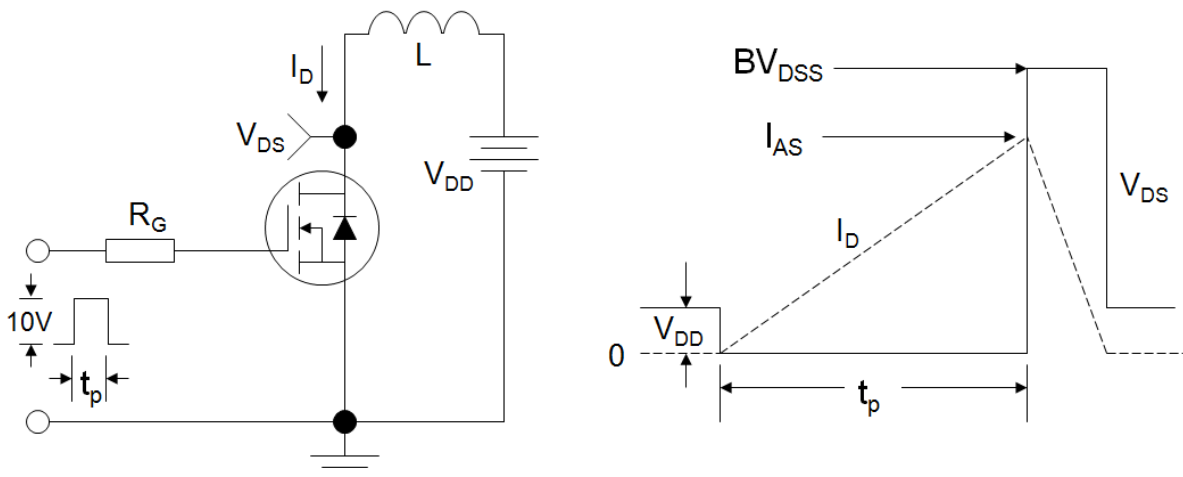 I_D
L
V_DS
V_DD
R_G
10V
t_p
BV_DSS
I_AS
V_DS
I_D
V_DD
0
t_p